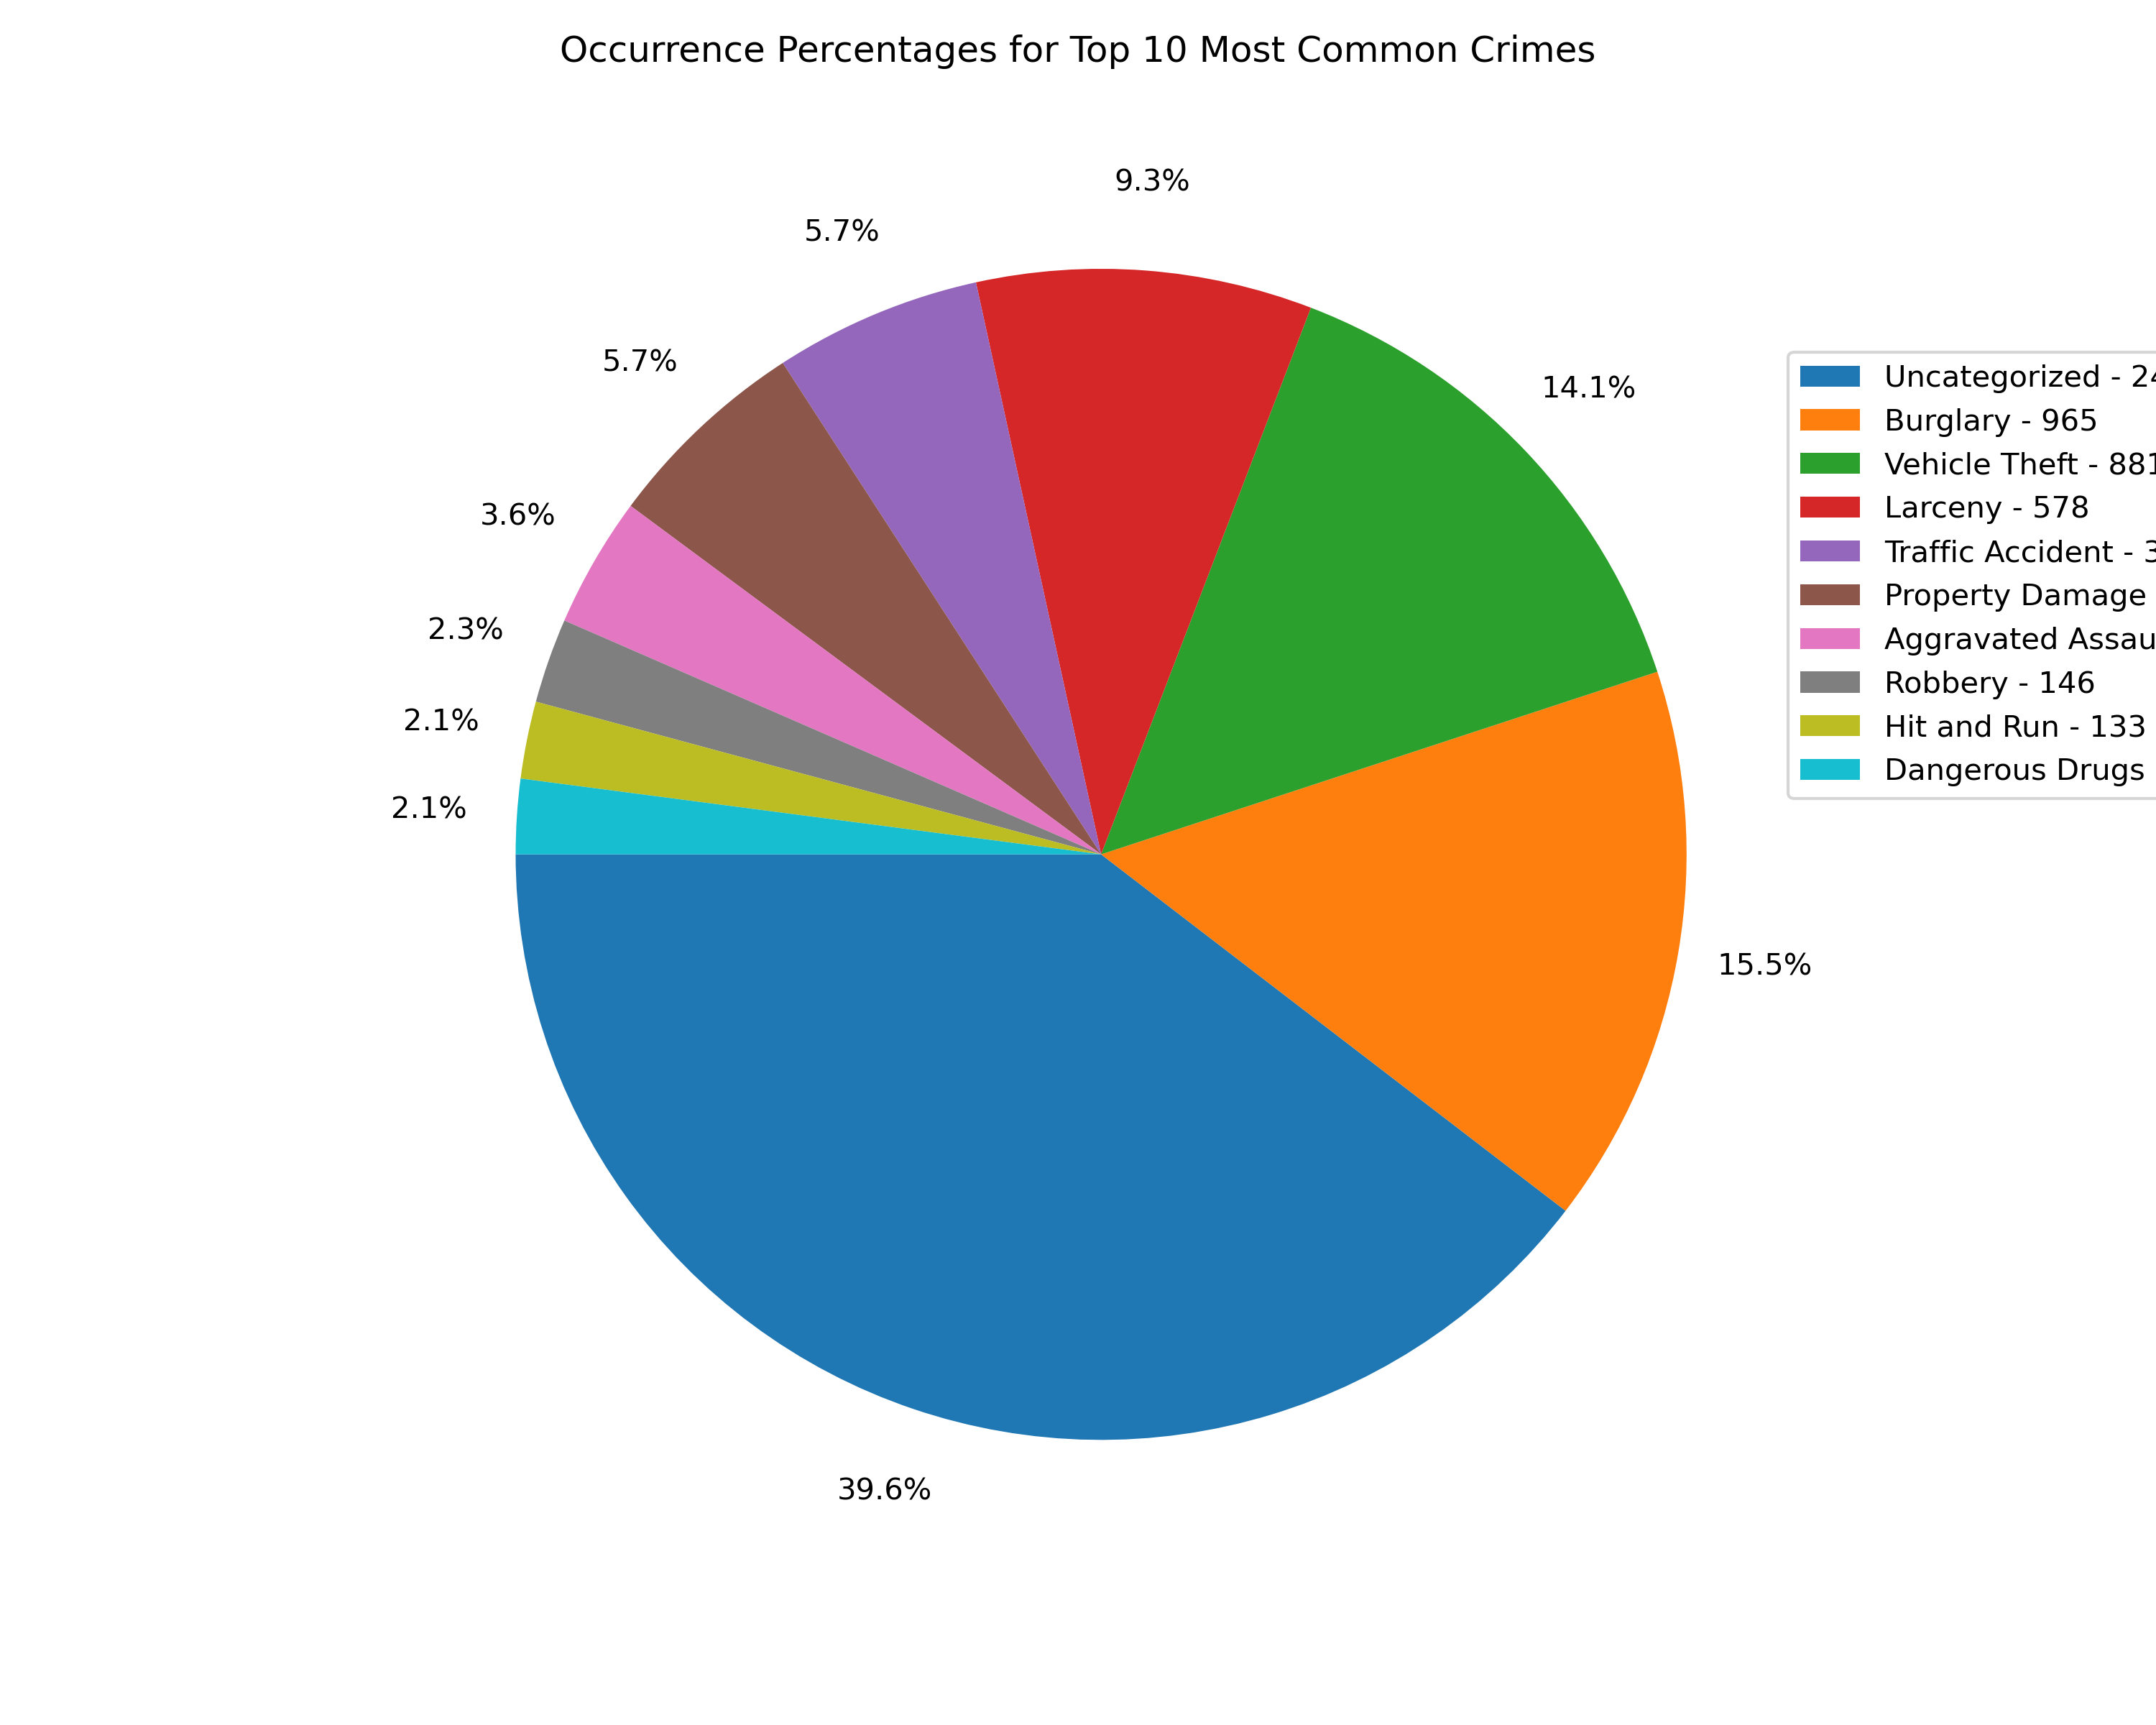 Occurrence Percentages for Top 10 Most Common Crimes
9.3%
5.7%
5.7%
14.1%
3.6%
2.3%
2.1%
2.1%
15.5%
39.6%
Uncategorized - 24
Burglary - 965
Vehicle Theft - 881
Larceny - 578
Traffic Accident - 3
Property Damage
Aggravated Assau
Robbery - 146
Hit and Run - 133
Dangerous Drugs